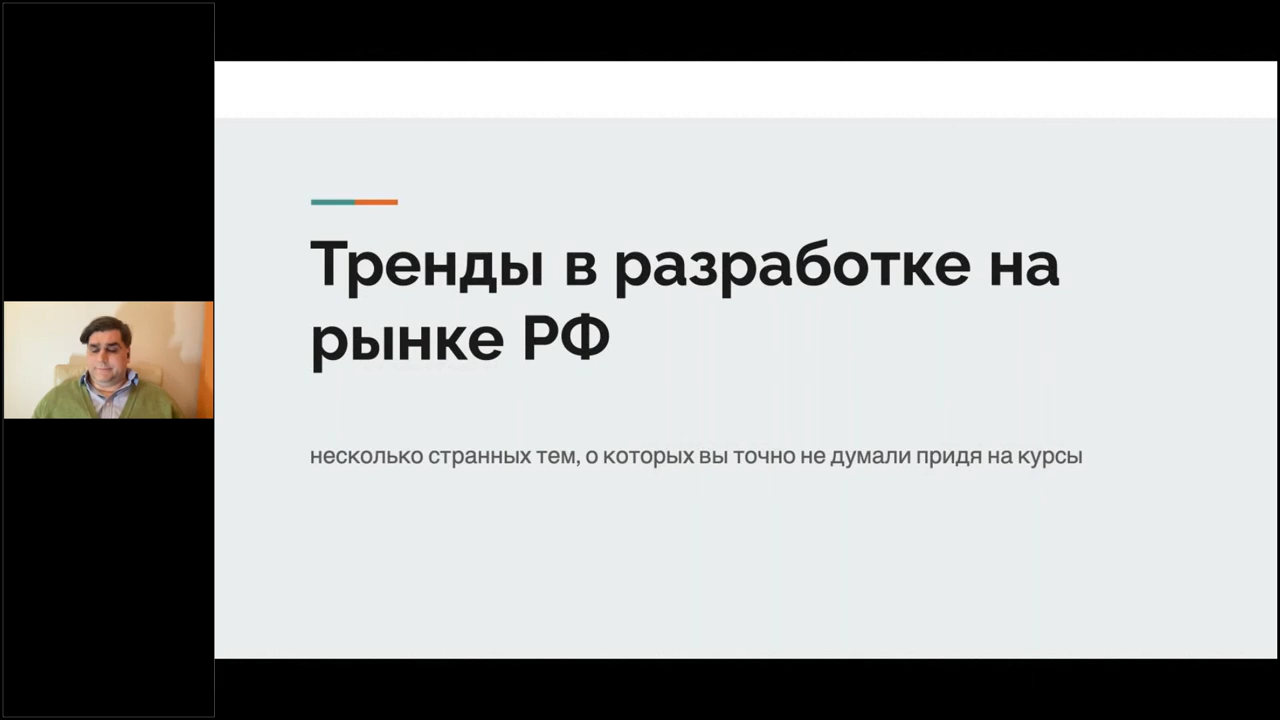 Тренды в разработке на
рынке РФ
несколько странных тем, о которых вы точно не думали придя на курсы